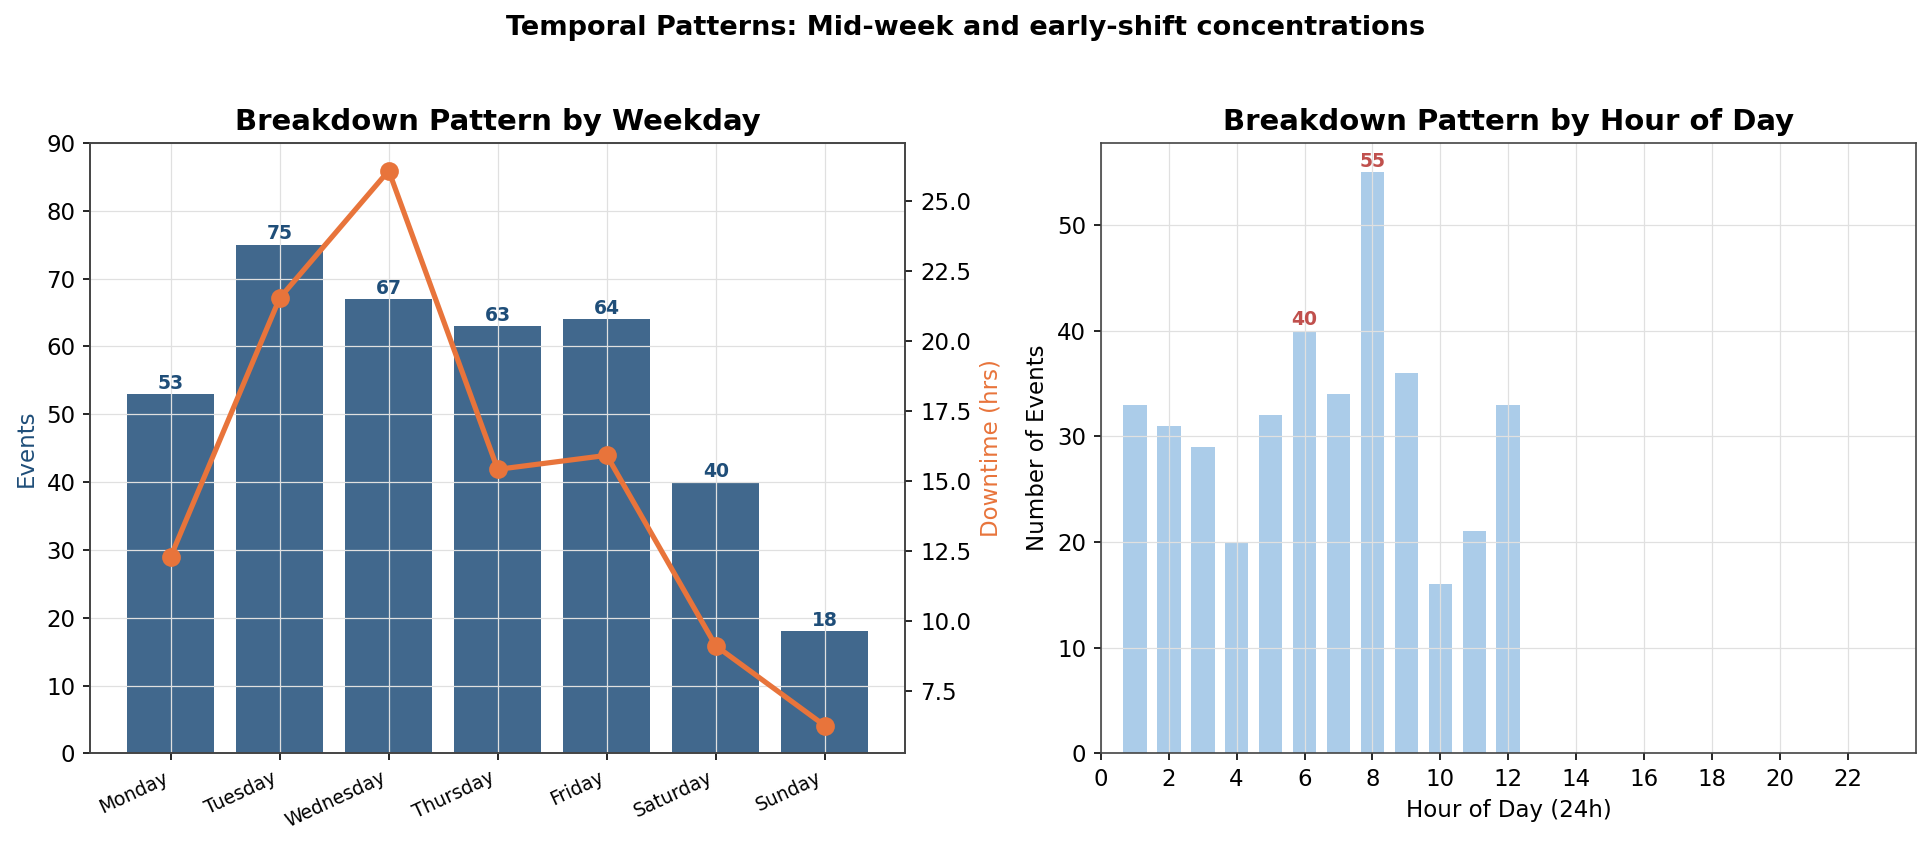 Temporal Patterns: Mid-week and early-shift concentrations
Breakdown Pattern by Weekday
90
80
70
60
50
40
30
20
10
0
Events
75
67
63
64
53
40
18
25.0
22.5
20.0
17.5
15.0
12.5
10.0
7.5
Downtime (hrs)
Monday
Tuesday
Wednesday
Thursday
Friday
Saturday
Sunday
Breakdown Pattern by Hour of Day
50
40
30
20
10
0
Number of Events
55
40
0 2 4 6 8 10 12 14 16 18 20 22
Hour of Day (24h)